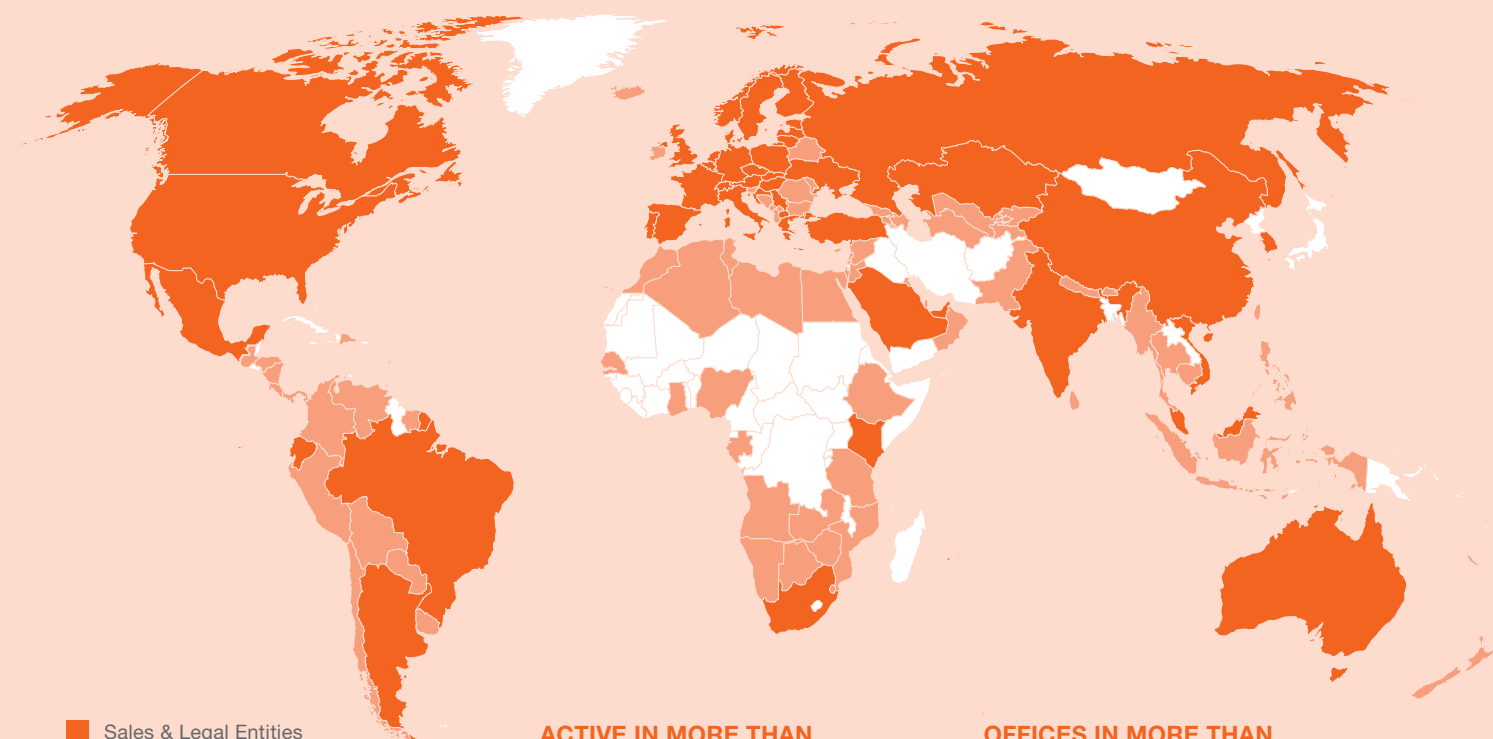 Sales & Legal Entities
ACTIVE IN MORE THAN
OFFICES IN MORE THAN